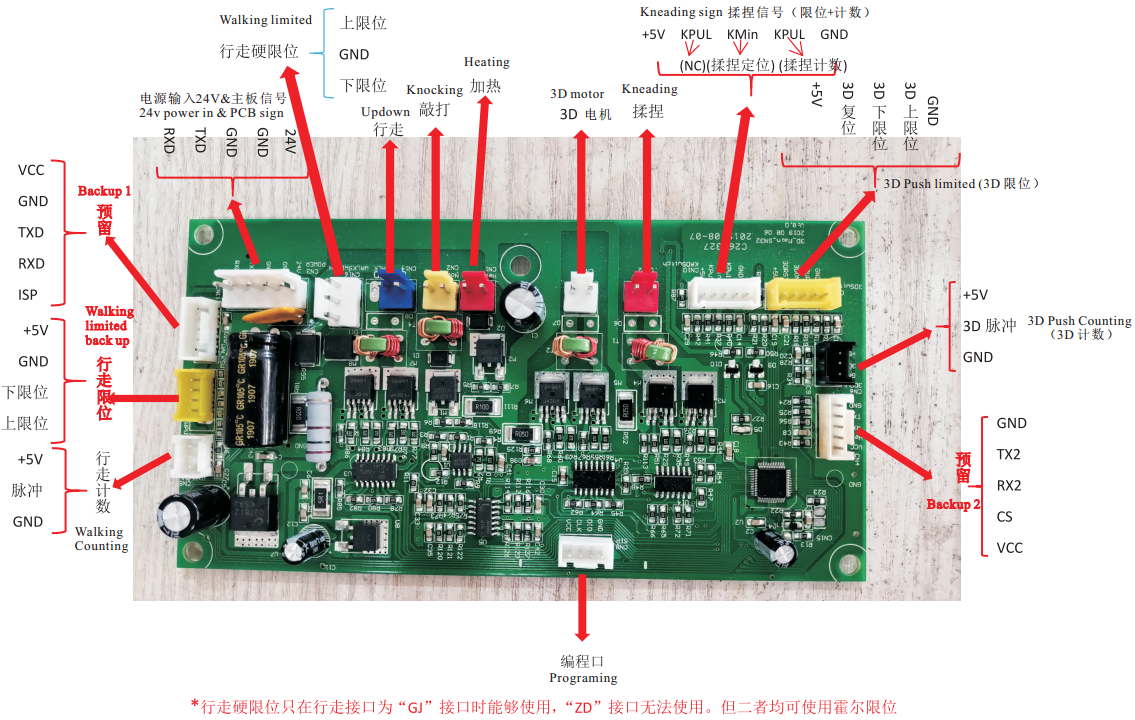 Kneading sign 揉捏信号（限位+计数）
+5V KPUL KMin KPUL GND
(NC)(揉捏定位) (揉捏计数)
Walking limited
行走硬限位
上限位
GND
下限位
Heating
加热
Knocking
敲打
Updown
行走
3D motor
3D 电机
Kneading
揉捏
电源输入24V&主板信号
24v power in & PCB sign
RXD
TXD
GND
GND
24V
+5V
3D 复位
3D 下限位
3D 上限位
GND
3D Push limited (3D 限位）
VCC
GND
TXD
RXD
ISP
Backup 1
预留
Walking
limited
back up
行走限位
+5V
GND
下限位
上限位
+5V
脉冲
GND
行走计数
Walking
Counting
+5V
3D 脉冲
GND
3D Push Counting
（3D 计数）
GND
TX2
RX2
CS
VCC
预留
Backup 2
3D_main_SN32
2019-08-07
GR105°C
1907
R100
R050
R050
编程口
Programing
*行走硬限位只在行走接口为“GJ”接口时能够使用，“ZD”接口无法使用。但二者均可使用霍尔限位